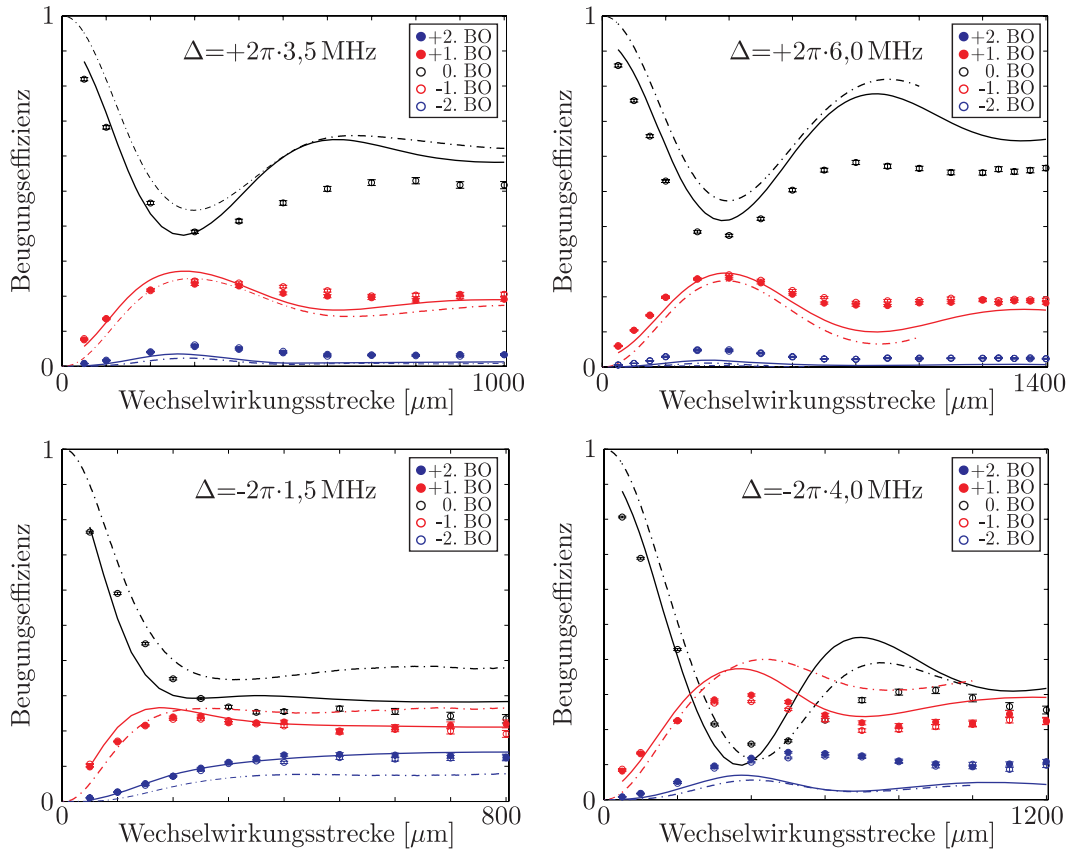 1
Δ=+2π·3,5 MHz
+2. BO
+1. BO
0. BO
-1. BO
-2. BO
Beugungseffizienz
0
0
1000
Wechselwirkungsstrecke [μm]
1
Δ=+2π·6,0 MHz
+2. BO
+1. BO
0. BO
-1. BO
-2. BO
Beugungseffizienz
0
0
1400
Wechselwirkungsstrecke [μm]
1
Δ=-2π·1,5 MHz
+2. BO
+1. BO
0. BO
-1. BO
-2. BO
Beugungseffizienz
0
0
800
Wechselwirkungsstrecke [μm]
1
Δ=-2π·4,0 MHz
+2. BO
+1. BO
0. BO
-1. BO
-2. BO
Beugungseffizienz
0
0
1200
Wechselwirkungsstrecke [μm]